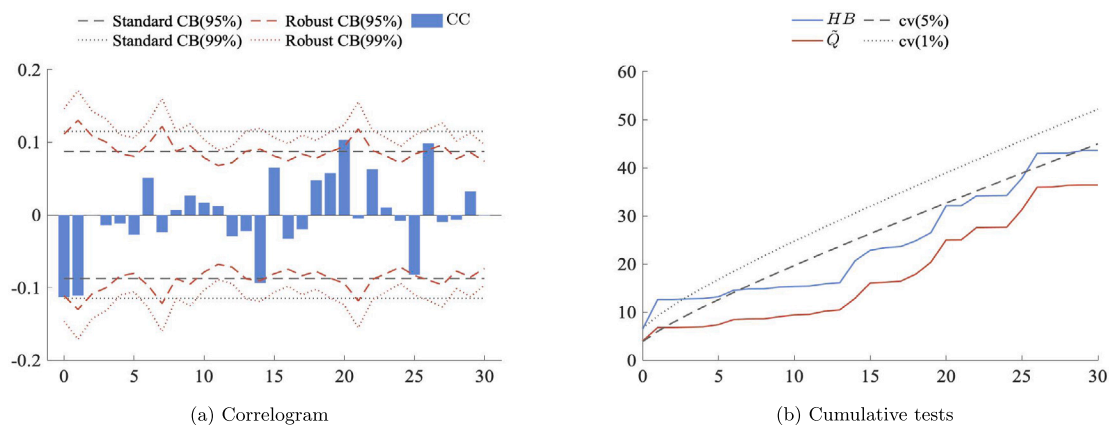 Standard CB(95%) Robust CB(95%) CC
Standard CB(99%) Robust CB(99%)
0.2
0.1
0
-0.1
-0.2
0 5 10 15 20 25 30
(a) Correlogram
HB cv(5%)
Q̃ cv(1%)
60
50
40
30
20
10
0
0 5 10 15 20 25 30
(b) Cumulative tests